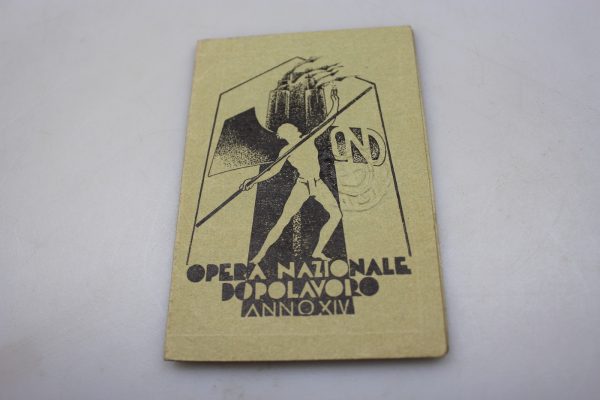 OND
OPERA NAZIONALE
DOPOLAVORO
ANNO XIV